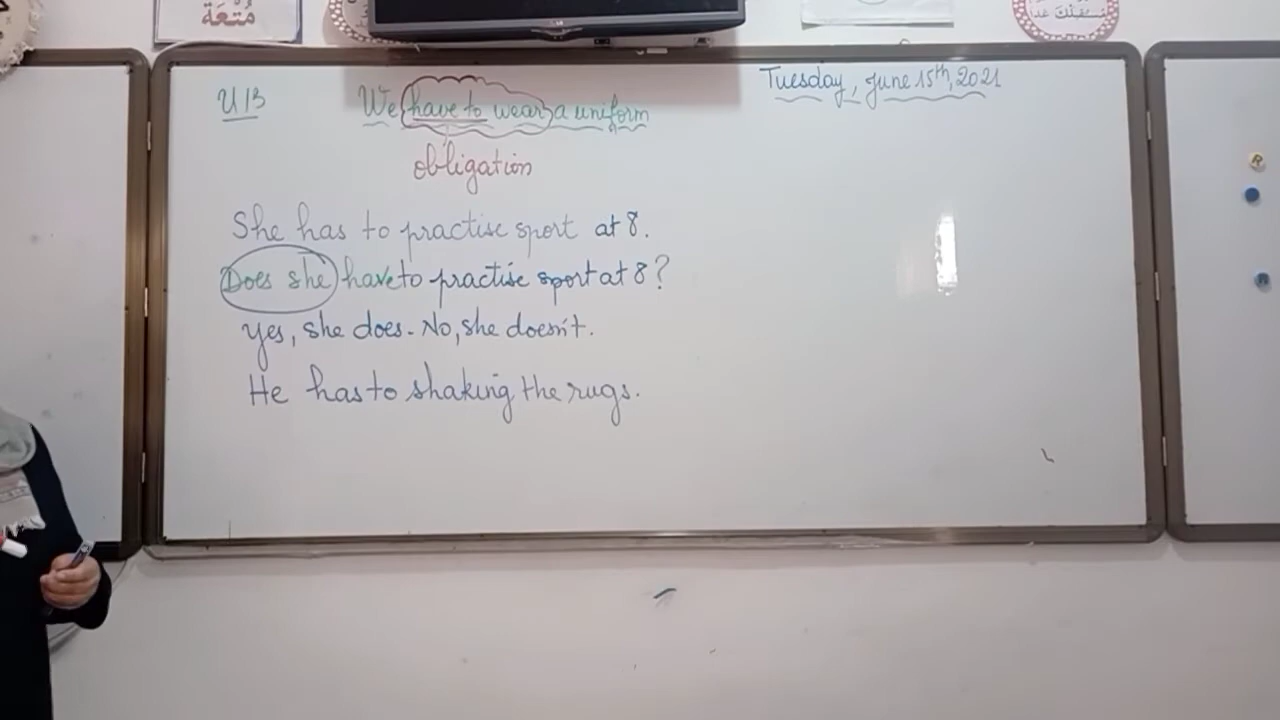 مُتْعَة
مُسْتَقْبَلُكَ غَداً
Tuesday, June 15th, 2021
U13
We have to wear a uniform
obligation
She has to practise sport at 8.
Does she have to practise sport at 8?
Yes, she does. No, she doesn't.
He has to shaking the rugs.
R